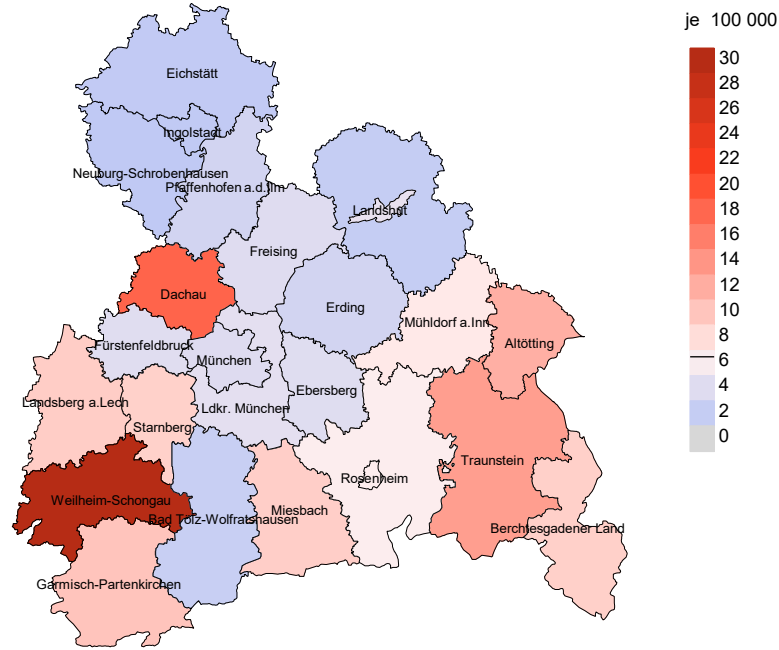 je 100 000
30
28
26
24
22
20
18
16
14
12
10
8
6
4
2
0
Eichstätt
Ingolstadt
Neuburg-Schrobenhausen
Pfaffenhofen a.d.Ilm
Landshut
Freising
Dachau
Erding
Mühldorf a.Inn
Altötting
Fürstenfeldbruck
München
Ebersberg
Landsberg a.Lech
Ldkr. München
Starnberg
Traunstein
Rosenheim
Weilheim-Schongau
Miesbach
Bad Tölz-Wolfratshausen
Berchtesgadener Land
Garmisch-Partenkirchen